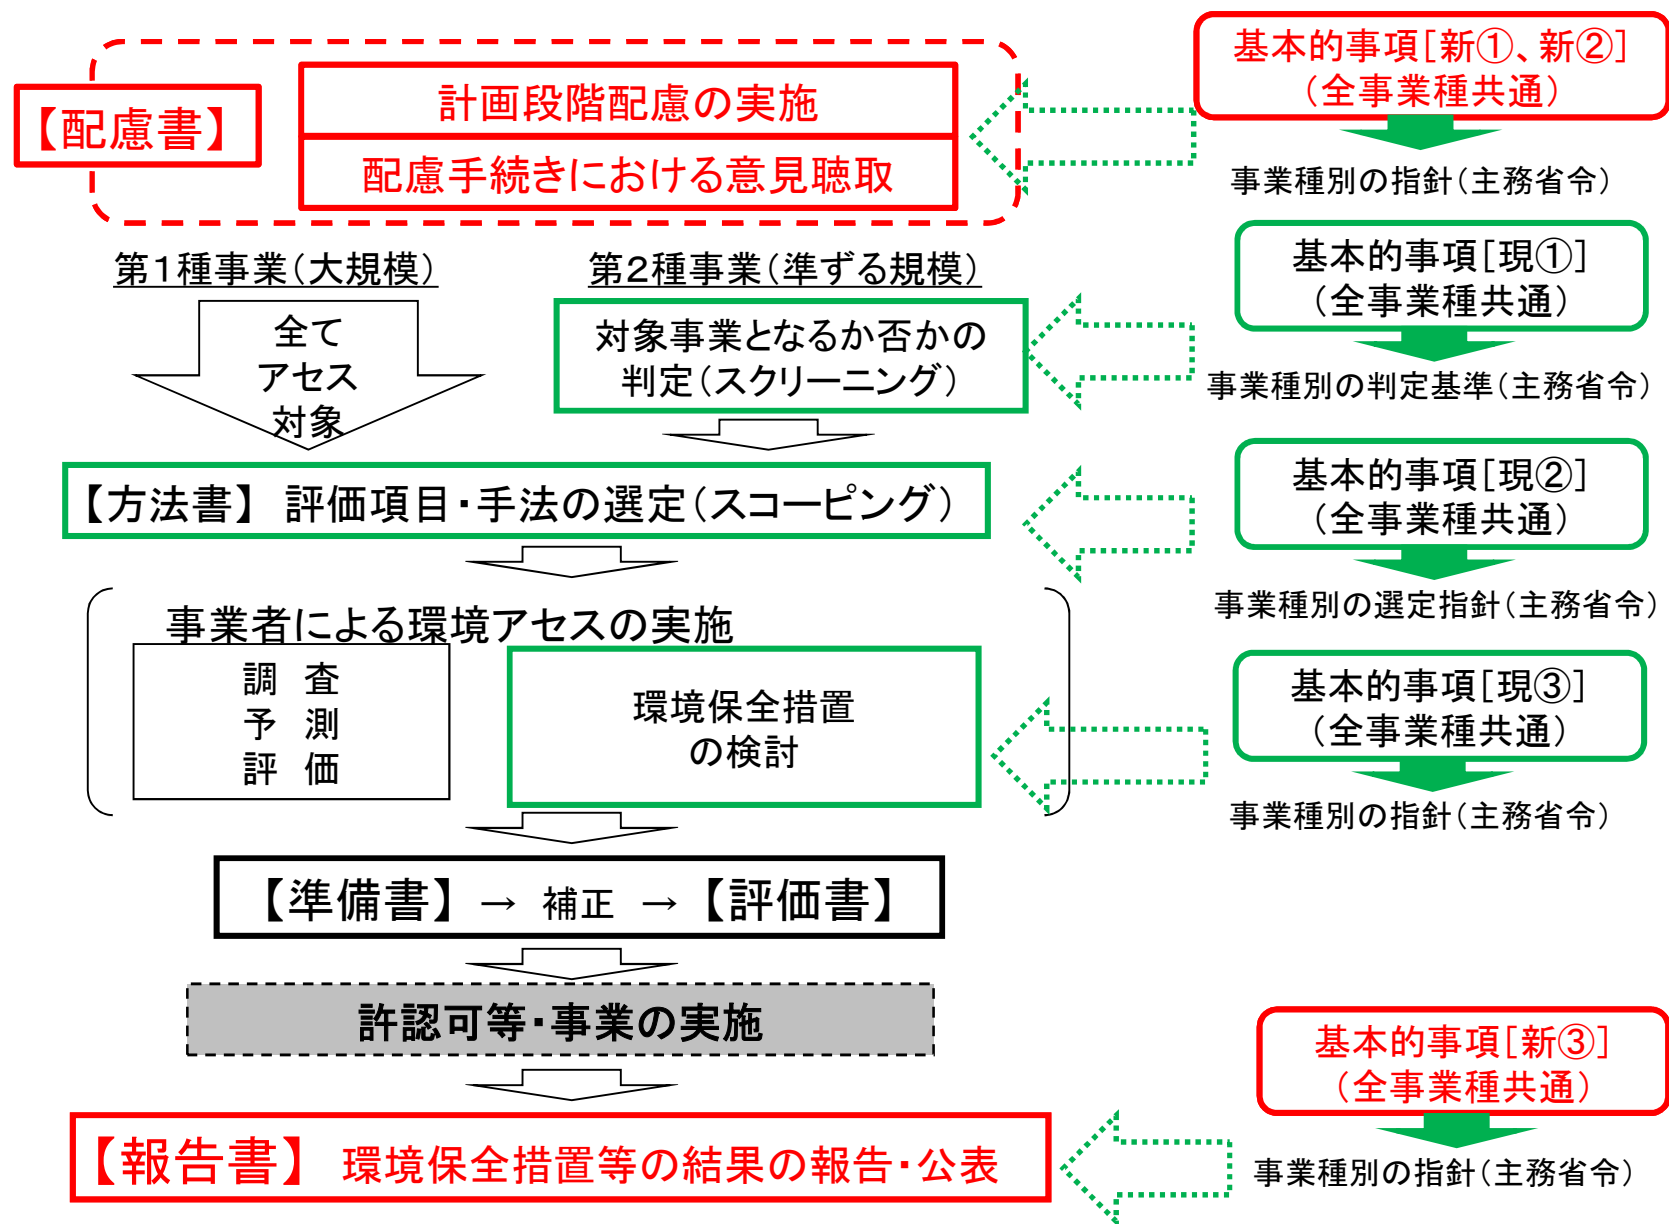 【配慮書】
計画段階配慮の実施
配慮手続きにおける意見聴取
基本的事項[新①、新②]
(全事業種共通)
事業種別の指針(主務省令)
第1種事業(大規模)
全て
アセス
対象
第2種事業(準ずる規模)
対象事業となるか否かの
判定(スクリーニング)
基本的事項[現①]
(全事業種共通)
事業種別の判定基準(主務省令)
【方法書】 評価項目・手法の選定(スコーピング)
基本的事項[現②]
(全事業種共通)
事業種別の選定指針(主務省令)
事業者による環境アセスの実施
調 査
予 測
評 価
環境保全措置
の検討
基本的事項[現③]
(全事業種共通)
事業種別の指針(主務省令)
【準備書】 → 補正 → 【評価書】
許認可等・事業の実施
【報告書】 環境保全措置等の結果の報告・公表
基本的事項[新③]
(全事業種共通)
事業種別の指針(主務省令)